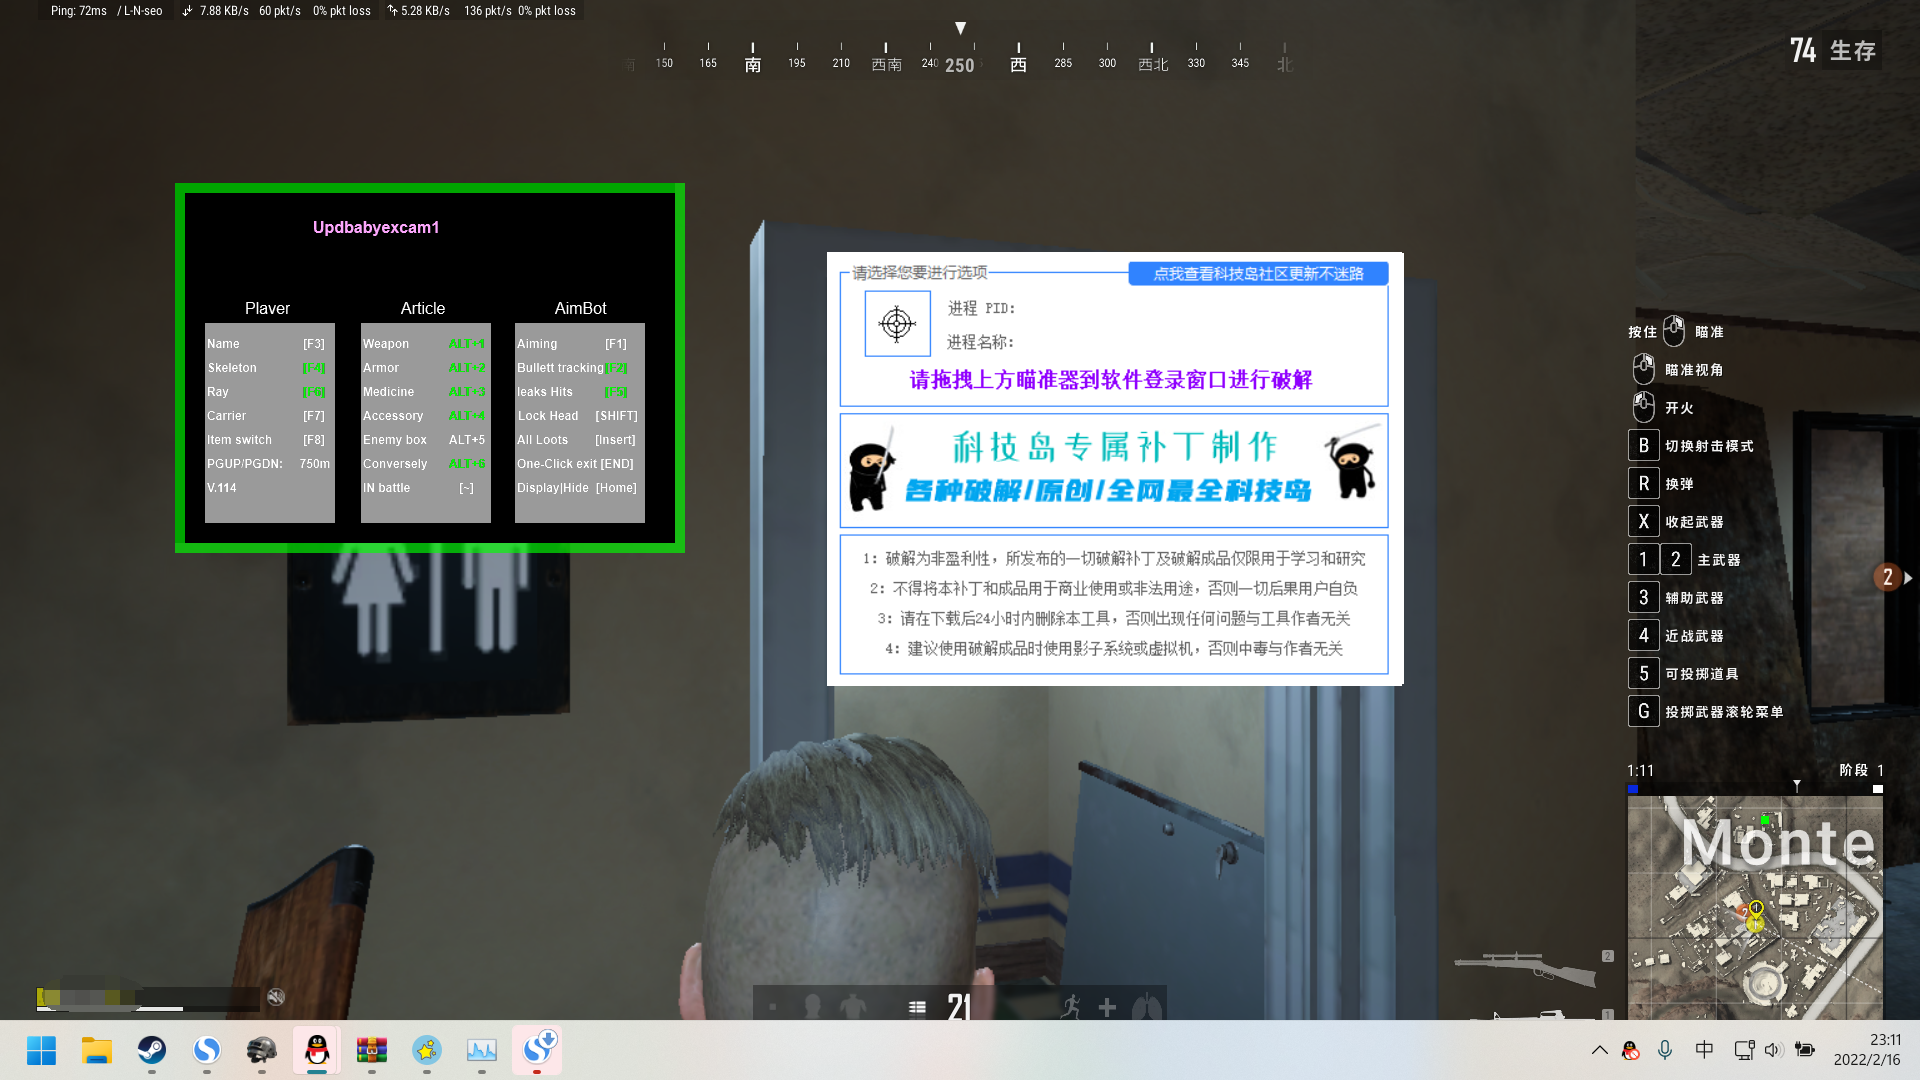 Ping: 72ms / L-N-seo 7.88 KB/s 60 pkt/s 0% pkt loss 5.28 KB/s 136 pkt/s 0% pkt loss
150 165 南 195 210 西南 240 250 西 285 300 西北 330 345 北
74 生存
Updbabyexcam1
Plaver
Name [F3]
Skeleton
Ray
Carrier [F7]
Item switch [F8]
PGUP/PGDN: 750m
V.114
Article
Weapon ALT+1
Armor ALT+2
Medicine ALT+3
Accessory ALT+4
Enemy box ALT+5
Conversely ALT+6
IN battle [~]
AimBot
Aiming [F1]
Bullett tracking
leaks Hits
Lock Head [SHIFT]
All Loots [Insert]
One-Click exit [END]
Display|Hide [Home]
请选择您要进行选项
点我查看科技岛社区更新不迷路
进程 PID:
进程名称:
请拖拽上方瞄准器到软件登录窗口进行破解
科技岛专属补丁制作
各种破解/原创/全网最全科技岛
1: 破解为非盈利性，所发布的一切破解补丁及破解成品仅限用于学习和研究
2: 不得将本补丁和成品用于商业使用或非法用途，否则一切后果用户自负
3: 请在下载后24小时内删除本工具，否则出现任何问题与工具作者无关
4: 建议使用破解成品时使用影子系统或虚拟机，否则中毒与作者无关
按住 瞄准
瞄准视角
开火
B 切换射击模式
R 换弹
X 收起武器
1 2 主武器
3 辅助武器
4 近战武器
5 可投掷道具
G 投掷武器滚轮菜单
2
1:11 阶段 1
Monte
2
1
2
1
21
中
23:11
2022/2/16